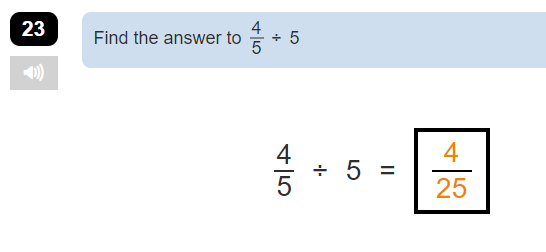 23
Find the answer to 4/5 ÷ 5
4/5 ÷ 5 = 4/25